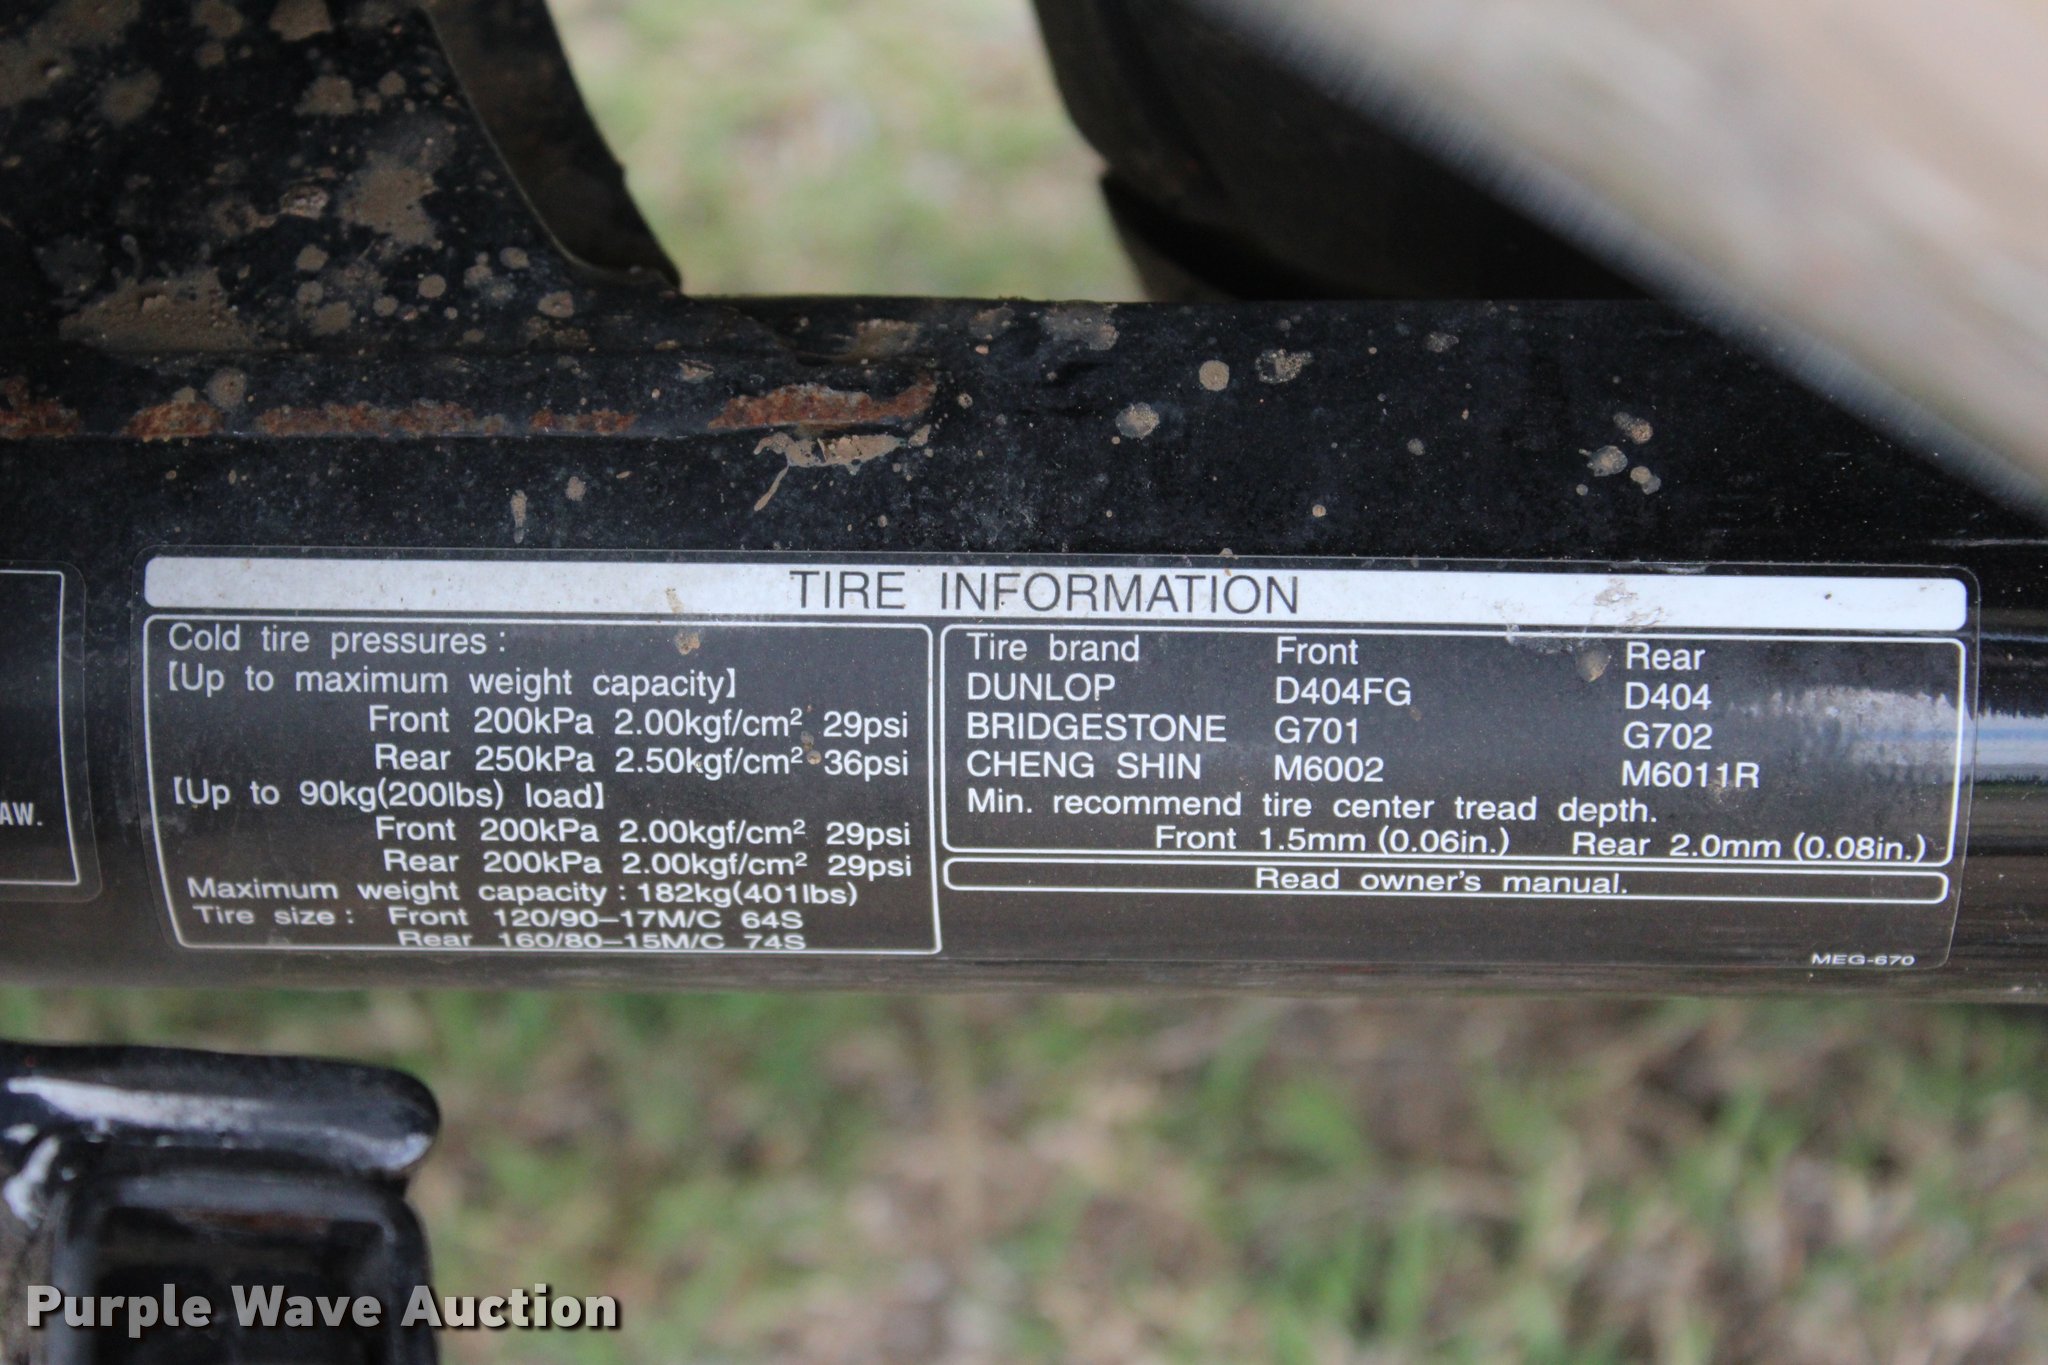 AW.
TIRE INFORMATION
Cold tire pressures :
【Up to maximum weight capacity】
Front 200kPa 2.00kgf/cm² 29psi
Rear 250kPa 2.50kgf/cm² 36psi
【Up to 90kg(200lbs) load】
Front 200kPa 2.00kgf/cm² 29psi
Rear 200kPa 2.00kgf/cm² 29psi
Maximum weight capacity : 182kg(401lbs)
Tire size : Front 120/90–17M/C 64S
Rear 160/80–15M/C 74S
Tire brand Front Rear
DUNLOP D404FG D404
BRIDGESTONE G701 G702
CHENG SHIN M6002 M6011R
Min. recommend tire center tread depth.
Front 1.5mm (0.06in.) Rear 2.0mm (0.08in.)
Read owner's manual.
MEG-670
Purple Wave Auction